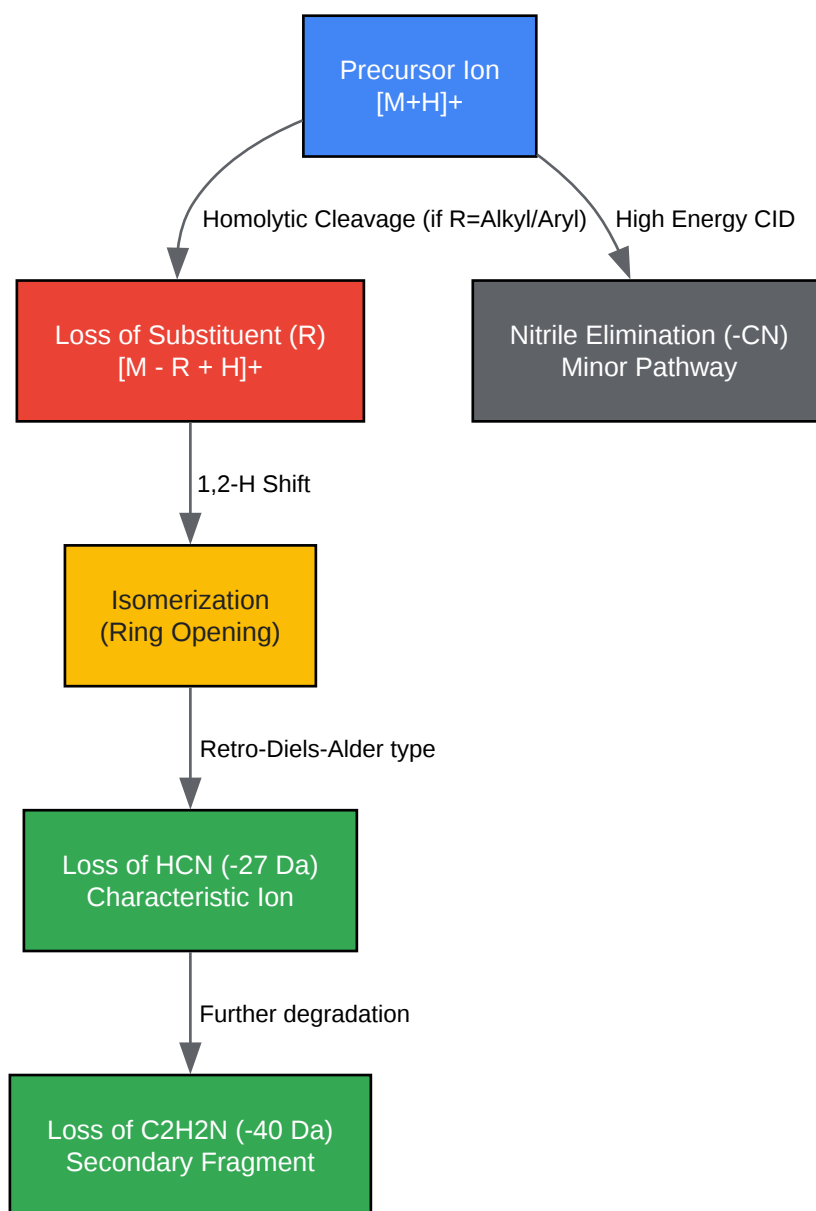 Precursor Ion
[M+H]+
Homolytic Cleavage (if R=Alkyl/Aryl)
High Energy CID
Loss of Substituent (R)
[M - R + H]+
Nitrile Elimination (-CN)
Minor Pathway
1,2-H Shift
Isomerization
(Ring Opening)
Retro-Diels-Alder type
Loss of HCN (-27 Da)
Characteristic Ion
Further degradation
Loss of C2H2N (-40 Da)
Secondary Fragment